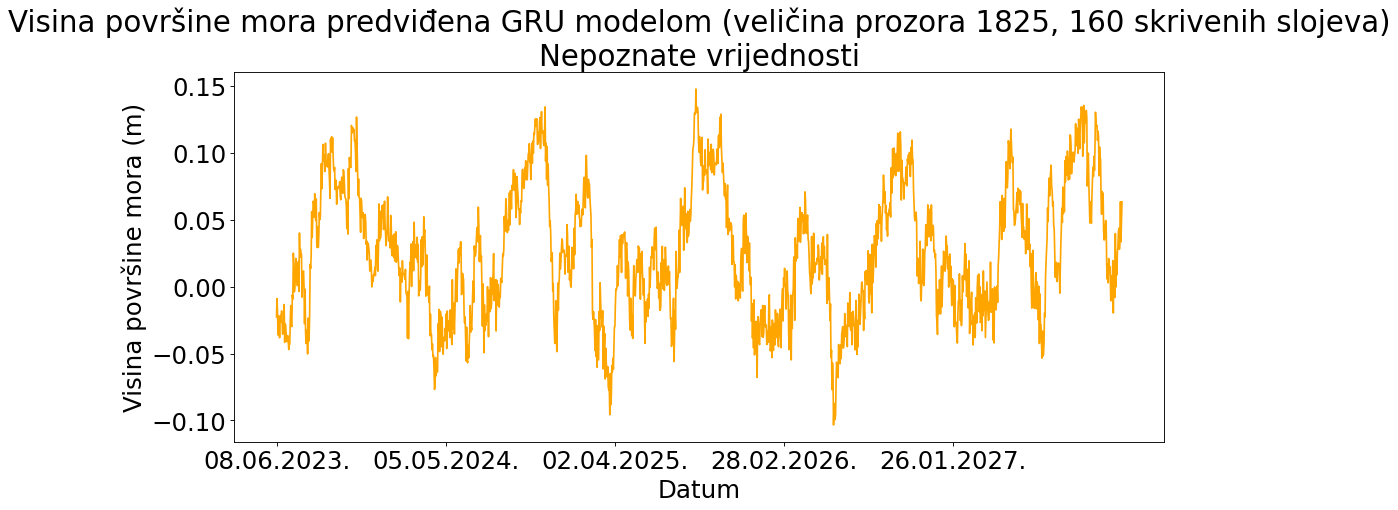 Visina površine mora predviđena GRU modelom (veličina prozora 1825, 160 skrivenih slojeva)
Nepoznate vrijednosti
Visina površine mora (m)
0.15
0.10
0.05
0.00
−0.05
−0.10
08.06.2023. 05.05.2024. 02.04.2025. 28.02.2026. 26.01.2027.
Datum